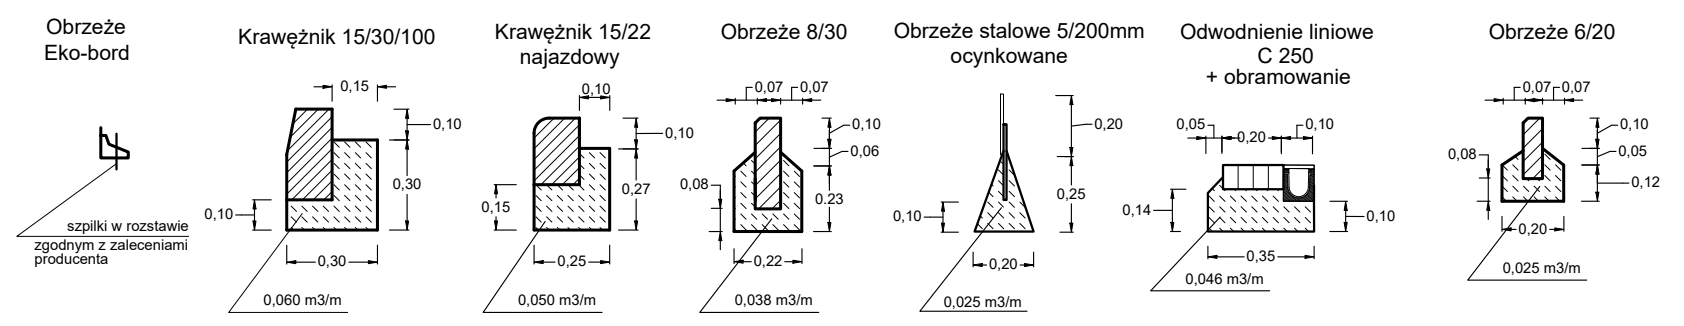 Obrzeże
Eko-bord
szpilki w rozstawie
zgodnym z zaleceniami
producenta
Krawężnik 15/30/100
0,15
0,10
0,30
0,10
0,30
0,060 m3/m
Krawężnik 15/22
najazdowy
0,10
0,10
0,27
0,15
0,25
0,050 m3/m
Obrzeże 8/30
0,07
0,07
0,10
0,06
0,08
0,23
0,22
0,038 m3/m
Obrzeże stalowe 5/200mm
ocynkowane
0,20
0,25
0,10
0,20
0,025 m3/m
Odwodnienie liniowe
C 250
+ obramowanie
0,05
0,20
0,10
0,14
0,10
0,35
0,046 m3/m
Obrzeże 6/20
0,07
0,07
0,10
0,05
0,08
0,12
0,20
0,025 m3/m